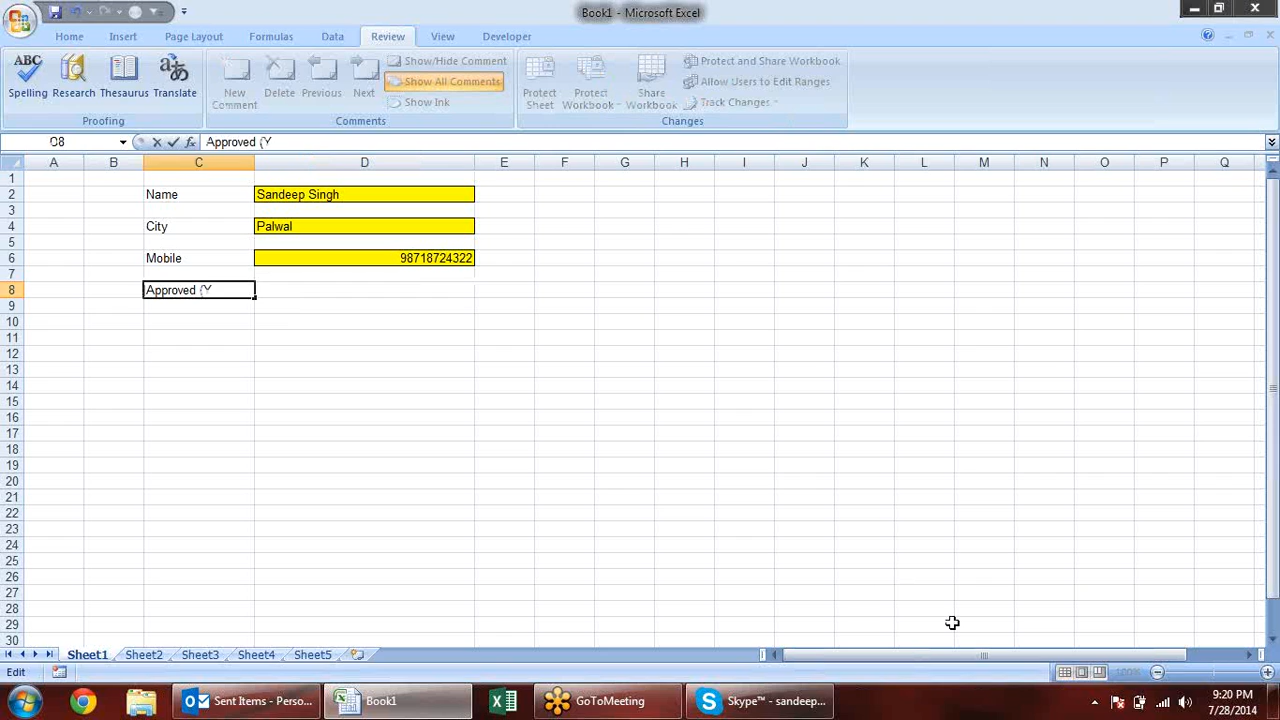 Book1 - Microsoft Excel
Home Insert Page Layout Formulas Data Review View Developer
ABC
Spelling Research Thesaurus Translate
Proofing
New Comment Delete Previous Next
Show/Hide Comment
Show All Comments
Show Ink
Comments
Protect Sheet Protect Workbook Share Workbook
Protect and Share Workbook
Allow Users to Edit Ranges
Track Changes
Changes
C8 fx Approved (Y
A B C D E F G H I J K L M N O P Q
1
2 Name Sandeep Singh
3
4 City Palwal
5
6 Mobile 98718724322
7
8 Approved (Y
9
10
11
12
13
14
15
16
17
18
19
20
21
22
23
24
25
26
27
28
29
30
Sheet1 Sheet2 Sheet3 Sheet4 Sheet5
Edit 100%
Sent Items - Perso... Book1 GoToMeeting Skype™ - sandeep...
9:20 PM
7/28/2014